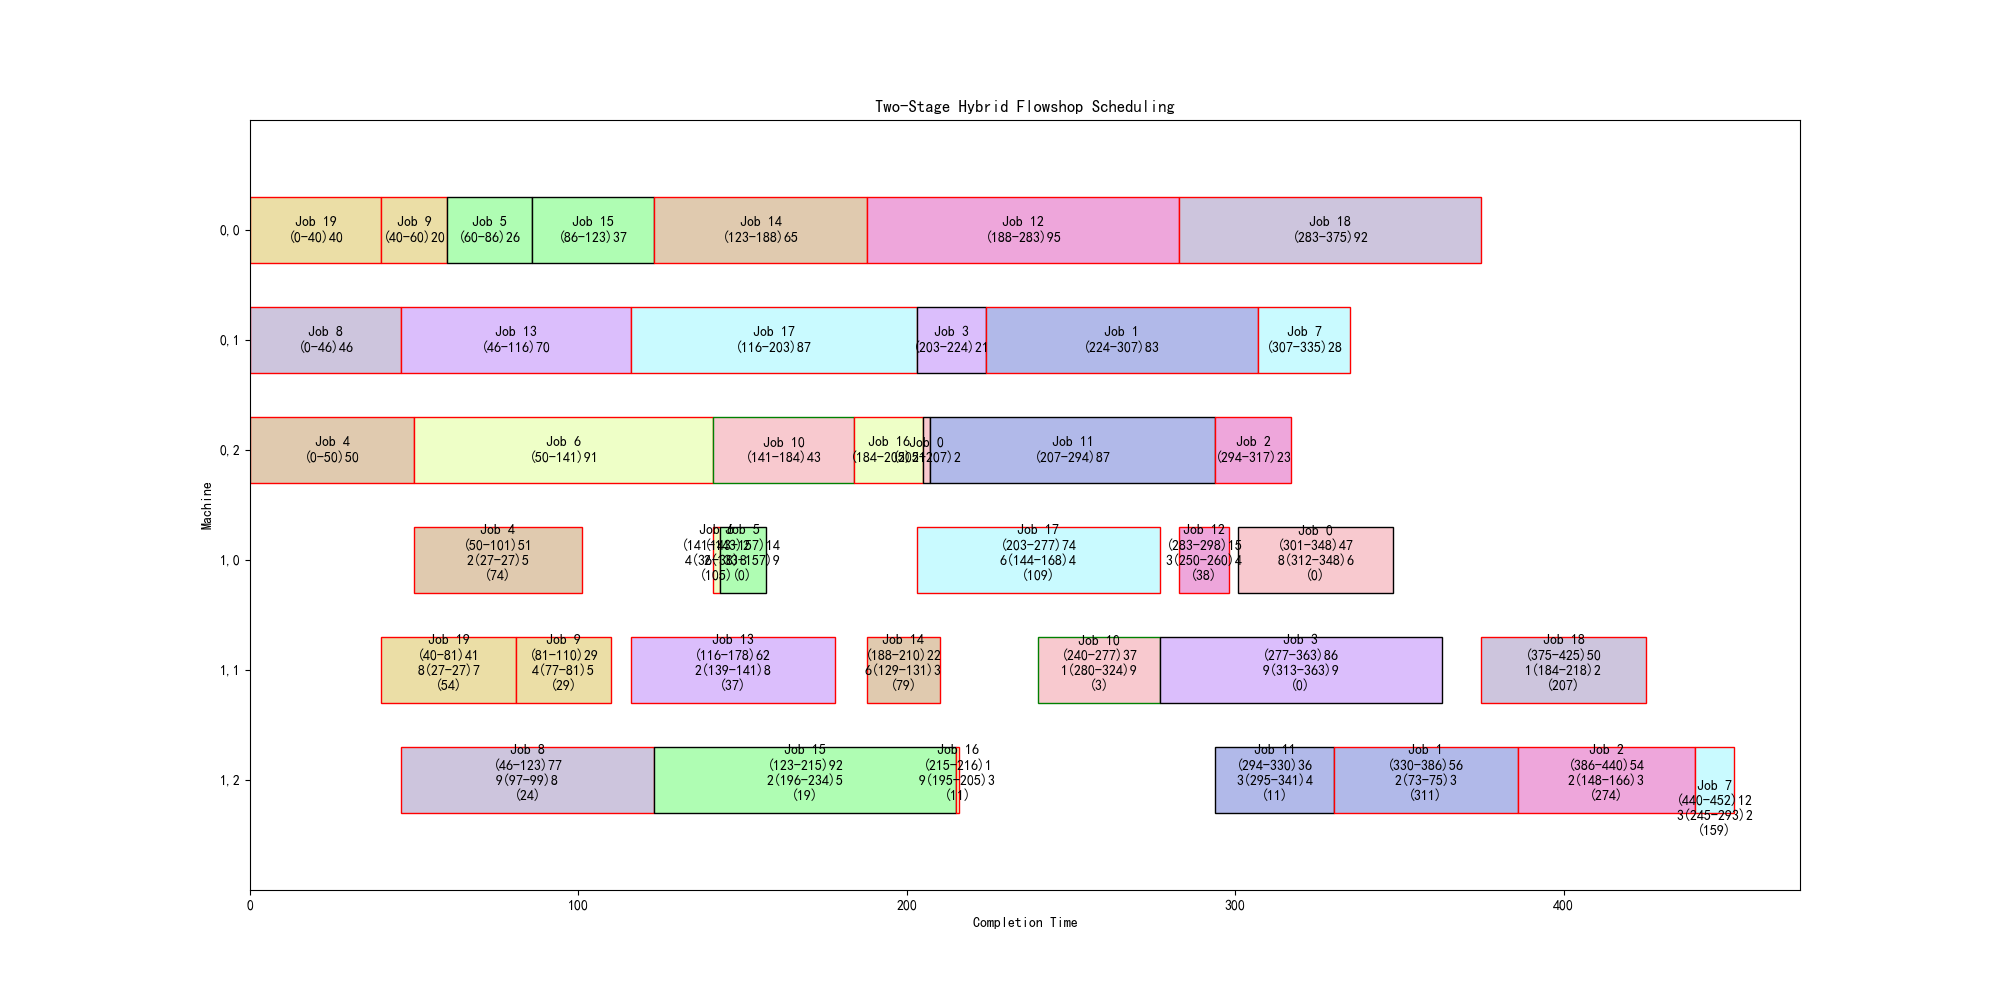 Two-Stage Hybrid Flowshop Scheduling
Machine
0,0
Job 19
(0-40)40
Job 9
(40-60)20
Job 5
(60-86)26
Job 15
(86-123)37
Job 14
(123-188)65
Job 12
(188-283)95
Job 18
(283-375)92
0,1
Job 8
(0-46)46
Job 13
(46-116)70
Job 17
(116-203)87
Job 3
(203-224)21
Job 1
(224-307)83
Job 7
(307-335)28
0,2
Job 4
(0-50)50
Job 6
(50-141)91
Job 10
(141-184)43
Job 16
(184-205)21
Job 0
(205-207)2
Job 11
(207-294)87
Job 2
(294-317)23
1,0
Job 4
(50-101)51
2(27-27)5
(74)
Job 6
(141-143)2
(105)
Job 5
(143-157)14
(0)
Job 17
(203-277)74
6(144-168)4
(109)
Job 12
(283-298)15
3(250-260)4
(38)
Job 0
(301-348)47
8(312-348)6
(0)
1,1
Job 19
(40-81)41
8(27-27)7
(54)
Job 9
(81-110)29
4(77-81)5
(29)
Job 13
(116-178)62
2(139-141)8
(37)
Job 14
(188-210)22
6(129-131)3
(79)
Job 10
(240-277)37
1(280-324)9
(3)
Job 3
(277-363)86
9(313-363)9
(0)
Job 18
(375-425)50
1(184-218)2
(207)
1,2
Job 8
(46-123)77
9(97-99)8
(24)
Job 15
(123-215)92
2(196-234)5
(19)
Job 16
(215-216)1
9(195-205)3
(11)
Job 11
(294-330)36
3(295-341)4
(11)
Job 1
(330-386)56
2(73-75)3
(311)
Job 2
(386-440)54
2(148-166)3
(274)
Job 7
(440-452)12
3(245-293)2
(159)
0
100
200
300
400
Completion Time